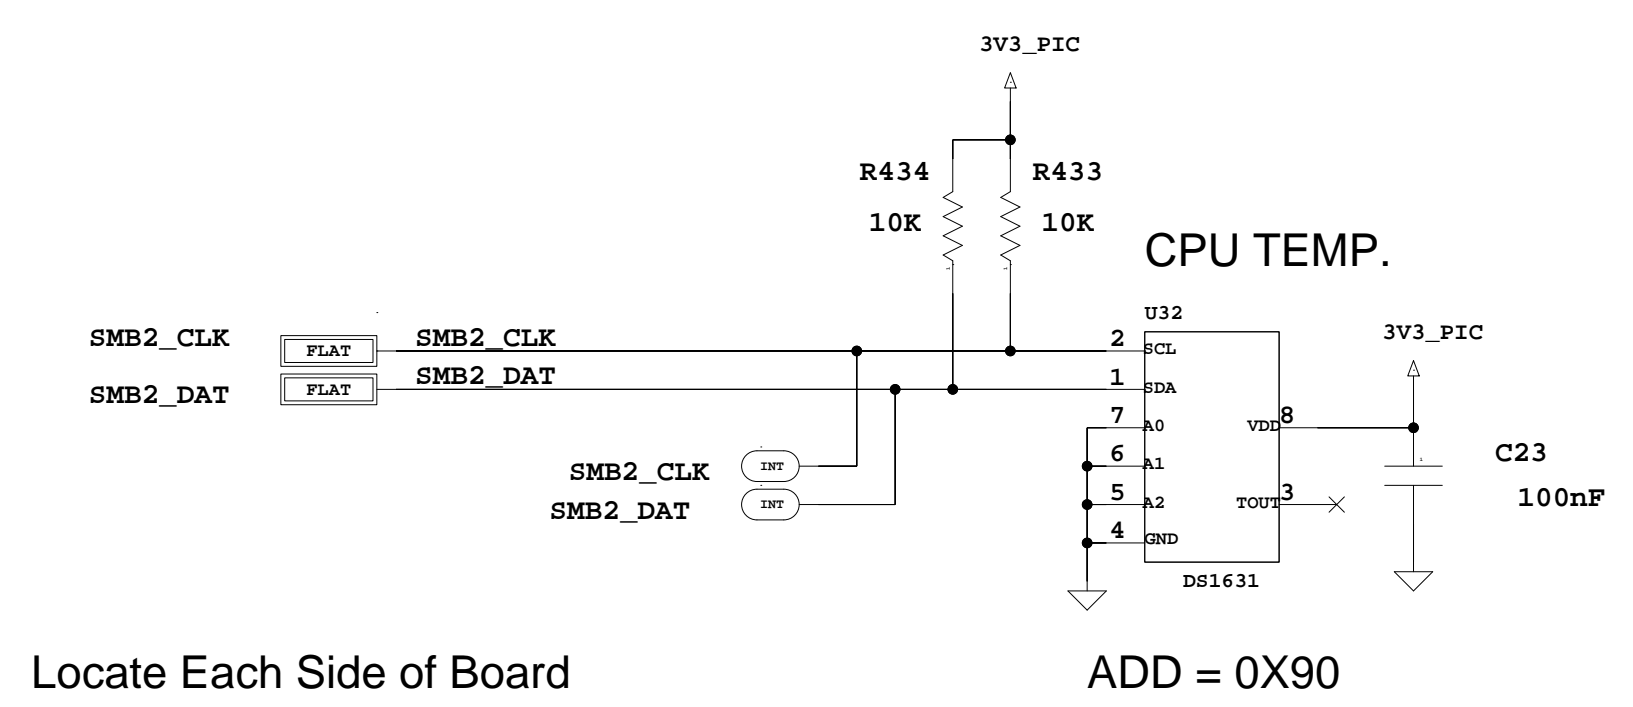 3V3_PIC
R434
R433
10K
10K
CPU TEMP.
U32
SMB2_CLK
FLAT
SMB2_CLK
2
SCL
3V3_PIC
SMB2_DAT
FLAT
SMB2_DAT
1
SDA
7
A0
VDD
8
SMB2_CLK
INT
6
A1
C23
SMB2_DAT
INT
5
A2
TOUT
3
100nF
4
GND
DS1631
Locate Each Side of Board
ADD = 0X90